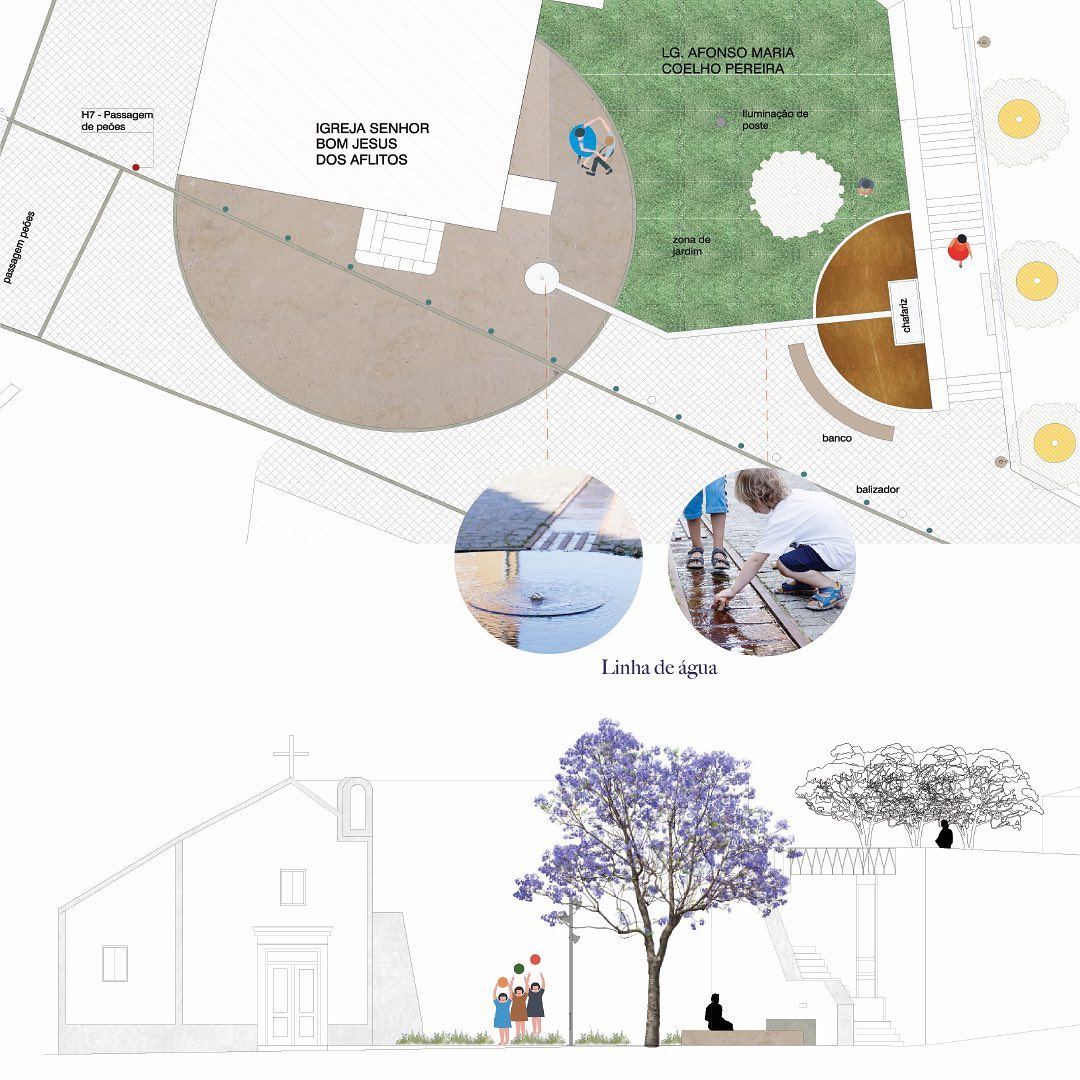 LG. AFONSO MARIA
COELHO PEREIRA
H7 - Passagem
de peões
Iluminação de
poste
IGREJA SENHOR
BOM JESUS
DOS AFLITOS
passagem peões
zona de
jardim
chafariz
banco
balizador
Linha de água